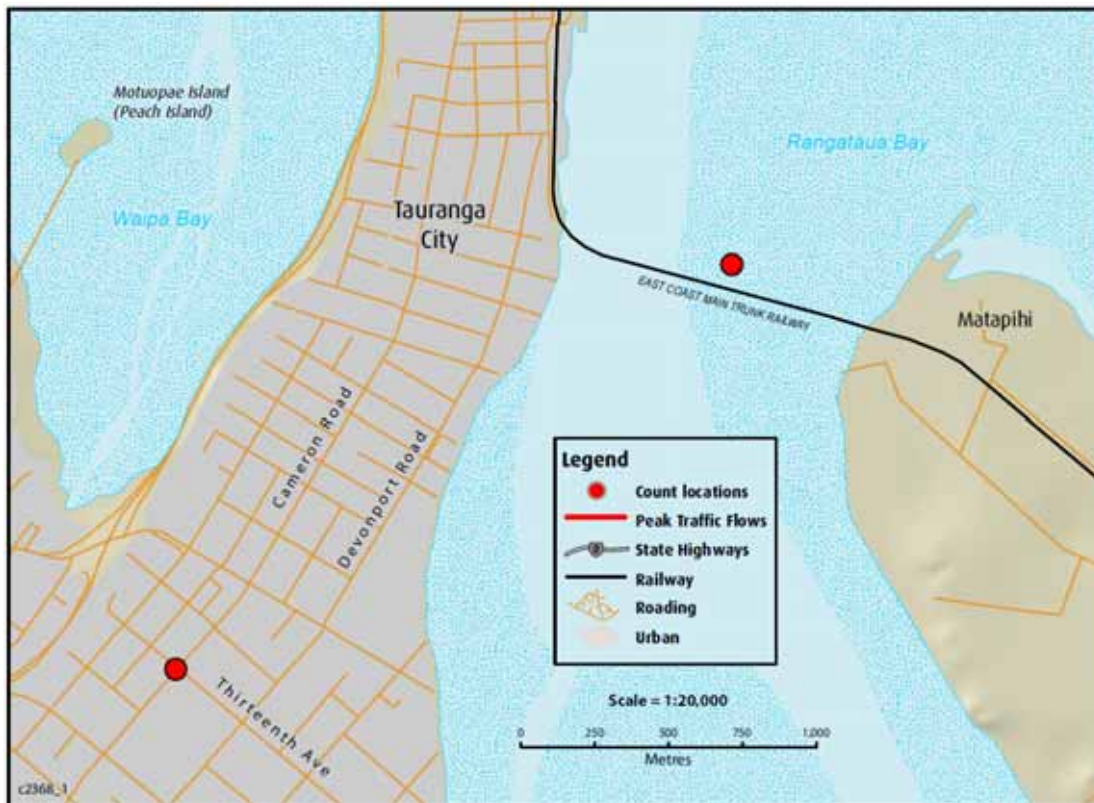 Motuopae Island
(Peach Island)
Waipa Bay
Tauranga
City
Rangataua Bay
EAST COAST MAIN TRUNK RAILWAY
Matapihi
Cameron Road
Devonport Road
Thirteenth Ave
Legend
Count locations
Peak Traffic Flows
State Highways
Railway
Roading
Urban
Scale = 1:20,000
0 250 500 750 1,000
Metres
c2368_1